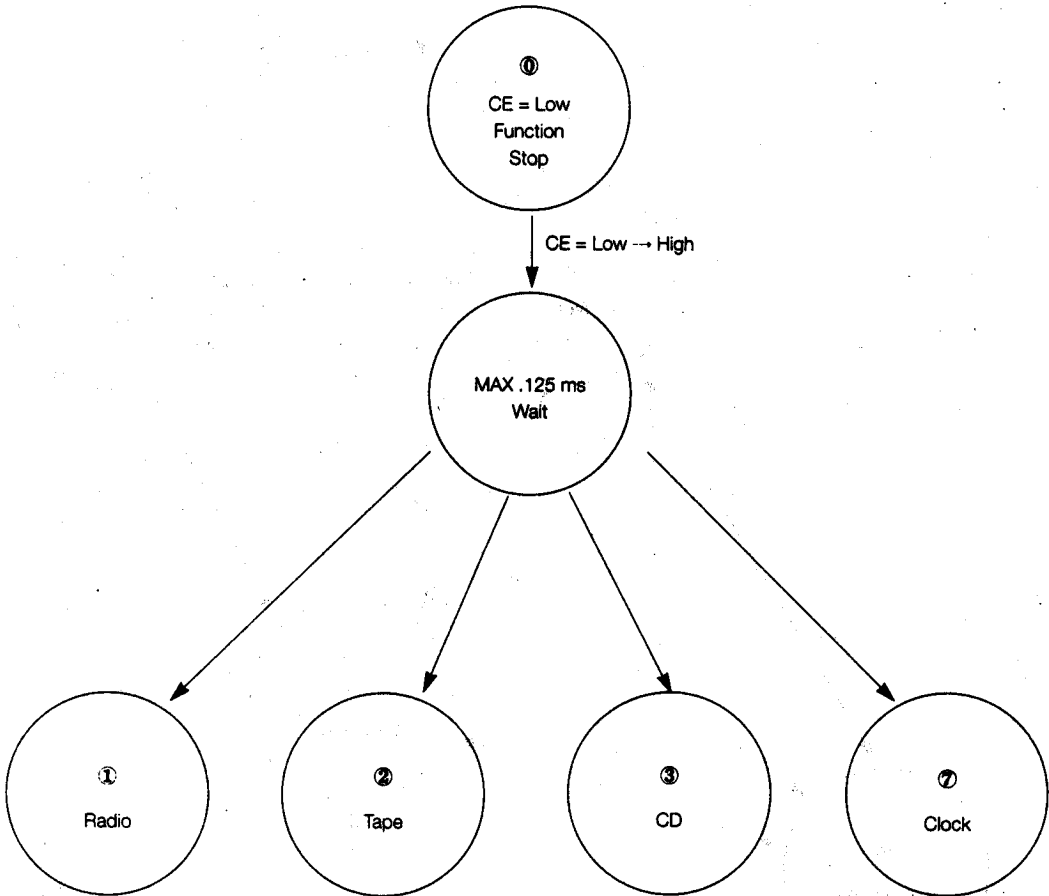 ⓪
CE = Low
Function
Stop
CE = Low → High
MAX .125 ms
Wait
①
Radio
②
Tape
③
CD
⑦
Clock